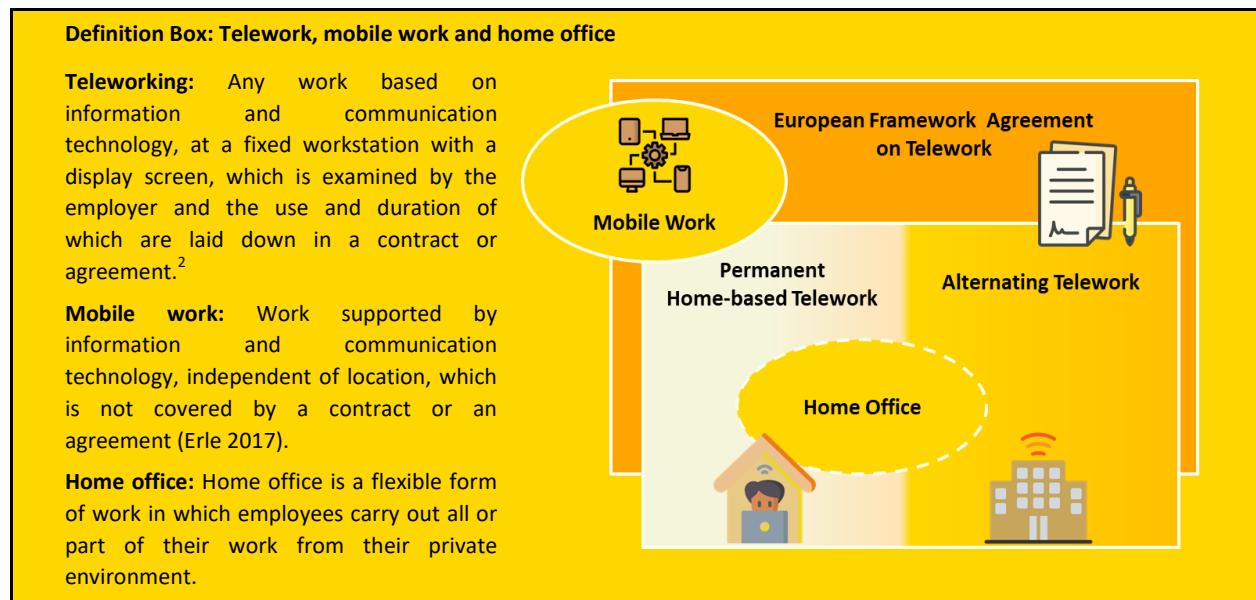 Definition Box: Telework, mobile work and home office
Teleworking: Any work based on
information and communication
technology, at a fixed workstation with a
display screen, which is examined by the
employer and the use and duration of
which are laid down in a contract or
agreement.2
Mobile work: Work supported by
information and communication
technology, independent of location, which
is not covered by a contract or an
agreement (Erle 2017).
Home office: Home office is a flexible form
of work in which employees carry out all or
part of their work from their private
environment.
European Framework Agreement
on Telework
Mobile Work
Permanent
Home-based Telework
Alternating Telework
Home Office